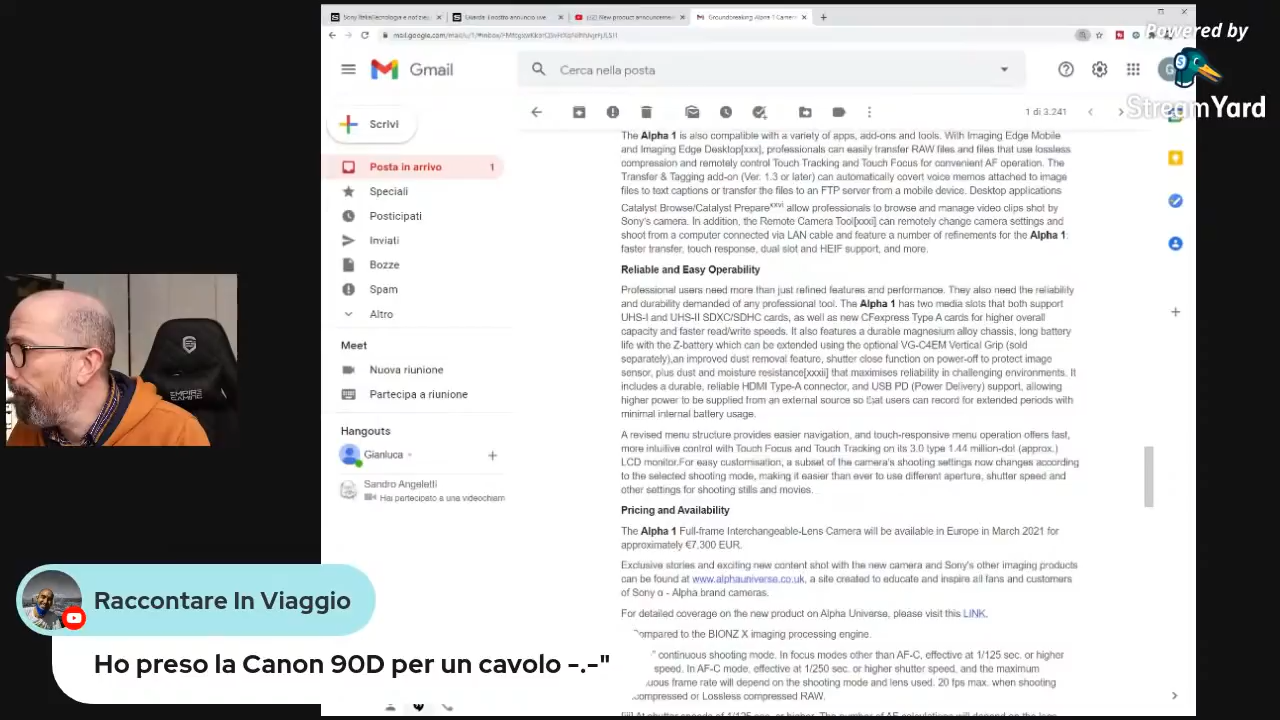 Powered by
StreamYard
New product announcem
Groundbreaking Alpha 1 Camer
Gmail
Cerca nella posta
Scrivi
1 di 3.241
Posta in arrivo 1
Speciali
Posticipati
Inviati
Bozze
Spam
Altro
Meet
Nuova riunione
Partecipa a riunione
Hangouts
Gianluca
Sandro Angeletti
Hai partecipato a una videochiam
The Alpha 1 is also compatible with a variety of apps, add-ons and tools. With Imaging Edge Mobile
and Imaging Edge Desktop[xxx], professionals can easily transfer RAW files and files that use lossless
compression and remotely control Touch Tracking and Touch Focus for convenient AF operation. The
Transfer & Tagging add-on (Ver. 1.3 or later) can automatically covert voice memos attached to image
files to text captions or transfer the files to an FTP server from a mobile device. Desktop applications
Catalyst Browse/Catalyst Prepare allow professionals to browse and manage video clips shot by
Sony's camera. In addition, the Remote Camera Tool[xxxi] can remotely change camera settings and
shoot from a computer connected via LAN cable and feature a number of refinements for the Alpha 1:
faster transfer, touch response, dual slot and HEIF support, and more.
Reliable and Easy Operability
Professional users need more than just refined features and performance. They also need the reliability
and durability demanded of any professional tool. The Alpha 1 has two media slots that both support
UHS-I and UHS-II SDXC/SDHC cards, as well as new CFexpress Type A cards for higher overall
capacity and faster read/write speeds. It also features a durable magnesium alloy chassis, long battery
life with the Z-battery which can be extended using the optional VG-C4EM Vertical Grip (sold
separately),an improved dust removal feature, shutter close function on power-off to protect image
sensor, plus dust and moisture resistance[xxxii] that maximises reliability in challenging environments. It
includes a durable, reliable HDMI Type-A connector, and USB PD (Power Delivery) support, allowing
higher power to be supplied from an external source so that users can record for extended periods with
minimal internal battery usage.
A revised menu structure provides easier navigation, and touch-responsive menu operation offers fast,
more intuitive control with Touch Focus and Touch Tracking on its 3.0 type 1.44 million-dot (approx.)
LCD monitor.For easy customisation, a subset of the camera's shooting settings now changes according
to the selected shooting mode, making it easier than ever to use different aperture, shutter speed and
other settings for shooting stills and movies.
Pricing and Availability
The Alpha 1 Full-frame Interchangeable-Lens Camera will be available in Europe in March 2021 for
approximately €7,300 EUR.
Exclusive stories and exciting new content shot with the new camera and Sony's other imaging products
can be found at www.alphauniverse.co.uk, a site created to educate and inspire all fans and customers
of Sony α - Alpha brand cameras.
For detailed coverage on the new product on Alpha Universe, please visit this LINK.
Compared to the BIONZ X imaging processing engine.
" continuous shooting mode. In focus modes other than AF-C, effective at 1/125 sec. or higher
speed. In AF-C mode, effective at 1/250 sec. or higher shutter speed, and the maximum
uous frame rate will depend on the shooting mode and lens used. 20 fps max. when shooting
compressed or Lossless compressed RAW.
EMPIRE
GAMING
Raccontare In Viaggio
Ho preso la Canon 90D per un cavolo -.-"